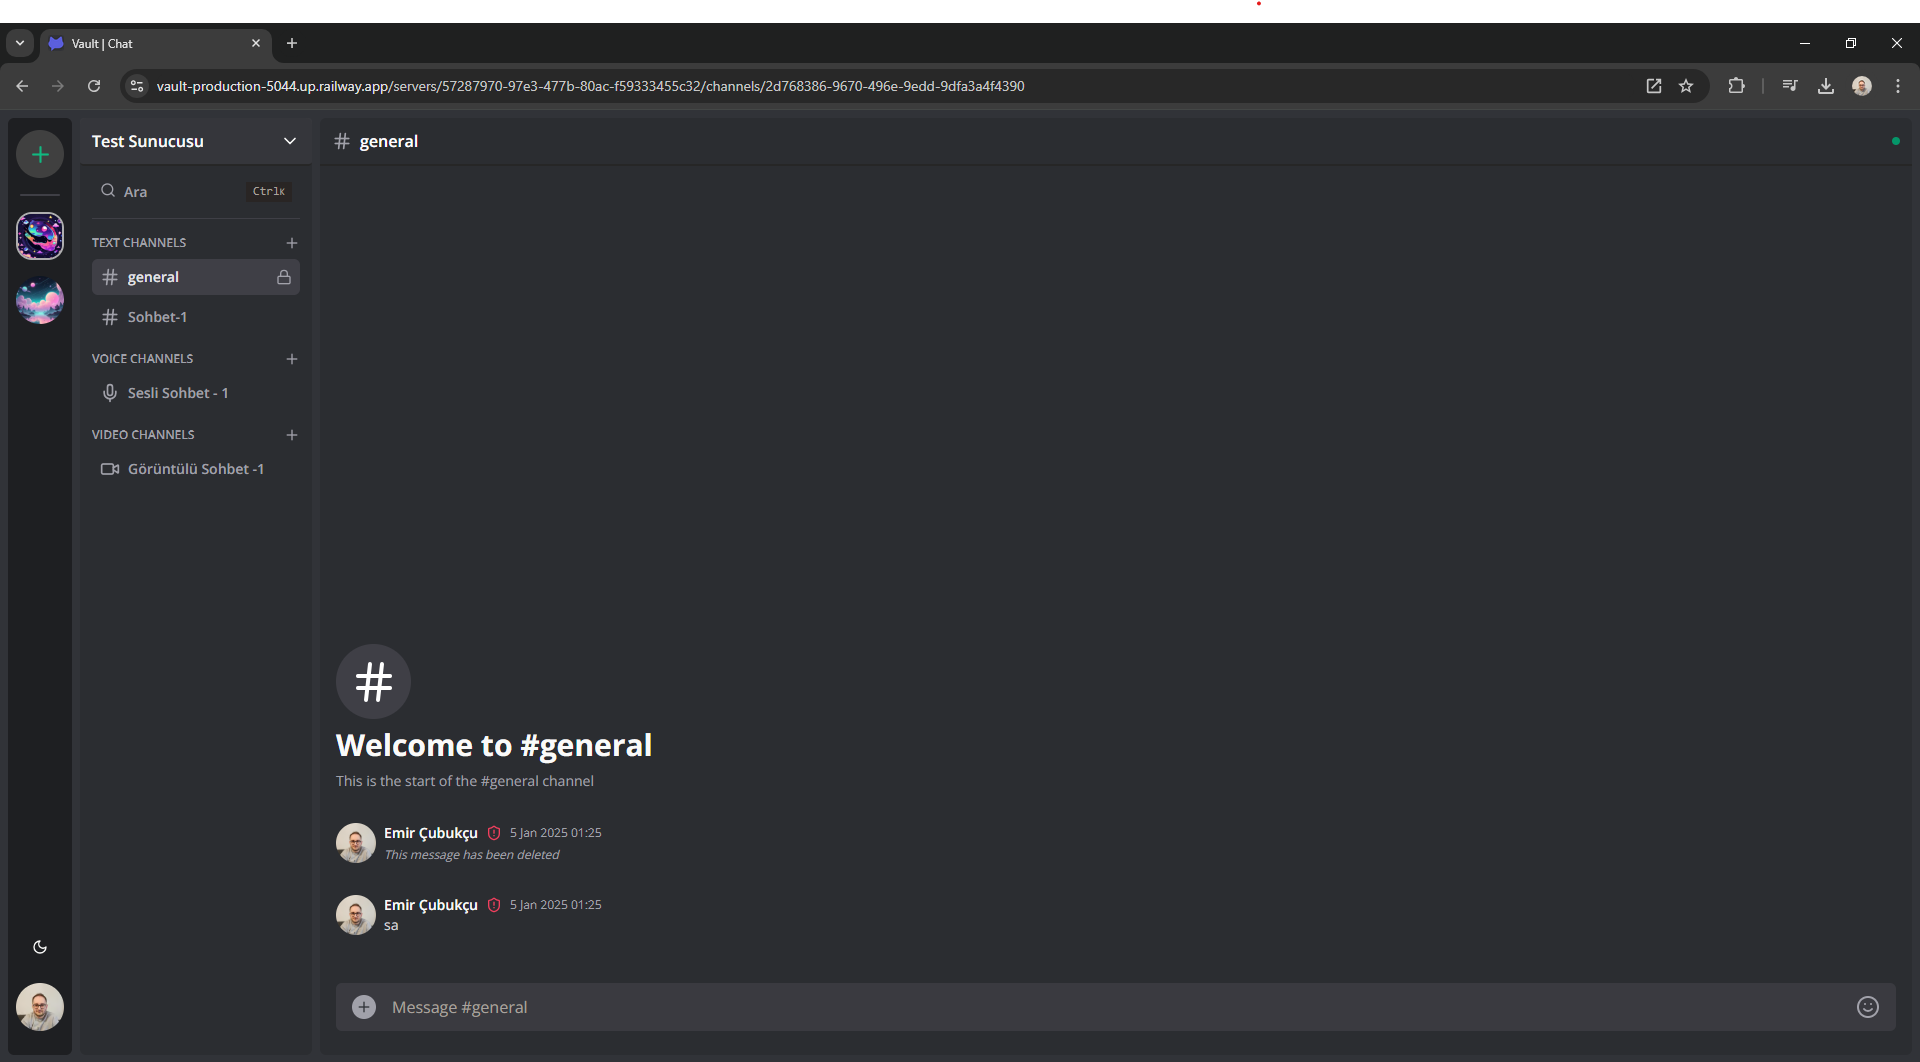 Vault | Chat
vault-production-5044.up.railway.app/servers/57287970-97e3-477b-80ac-f59333455c32/channels/2d768386-9670-496e-9edd-9dfa3a4f4390
Test Sunucusu
# general
Ara
CtrlK
TEXT CHANNELS
# general
# Sohbet-1
VOICE CHANNELS
Sesli Sohbet - 1
VIDEO CHANNELS
Görüntülü Sohbet -1
#
Welcome to #general
This is the start of the #general channel
Emir Çubukçu 5 Jan 2025 01:25
This message has been deleted
Emir Çubukçu 5 Jan 2025 01:25
sa
Message #general